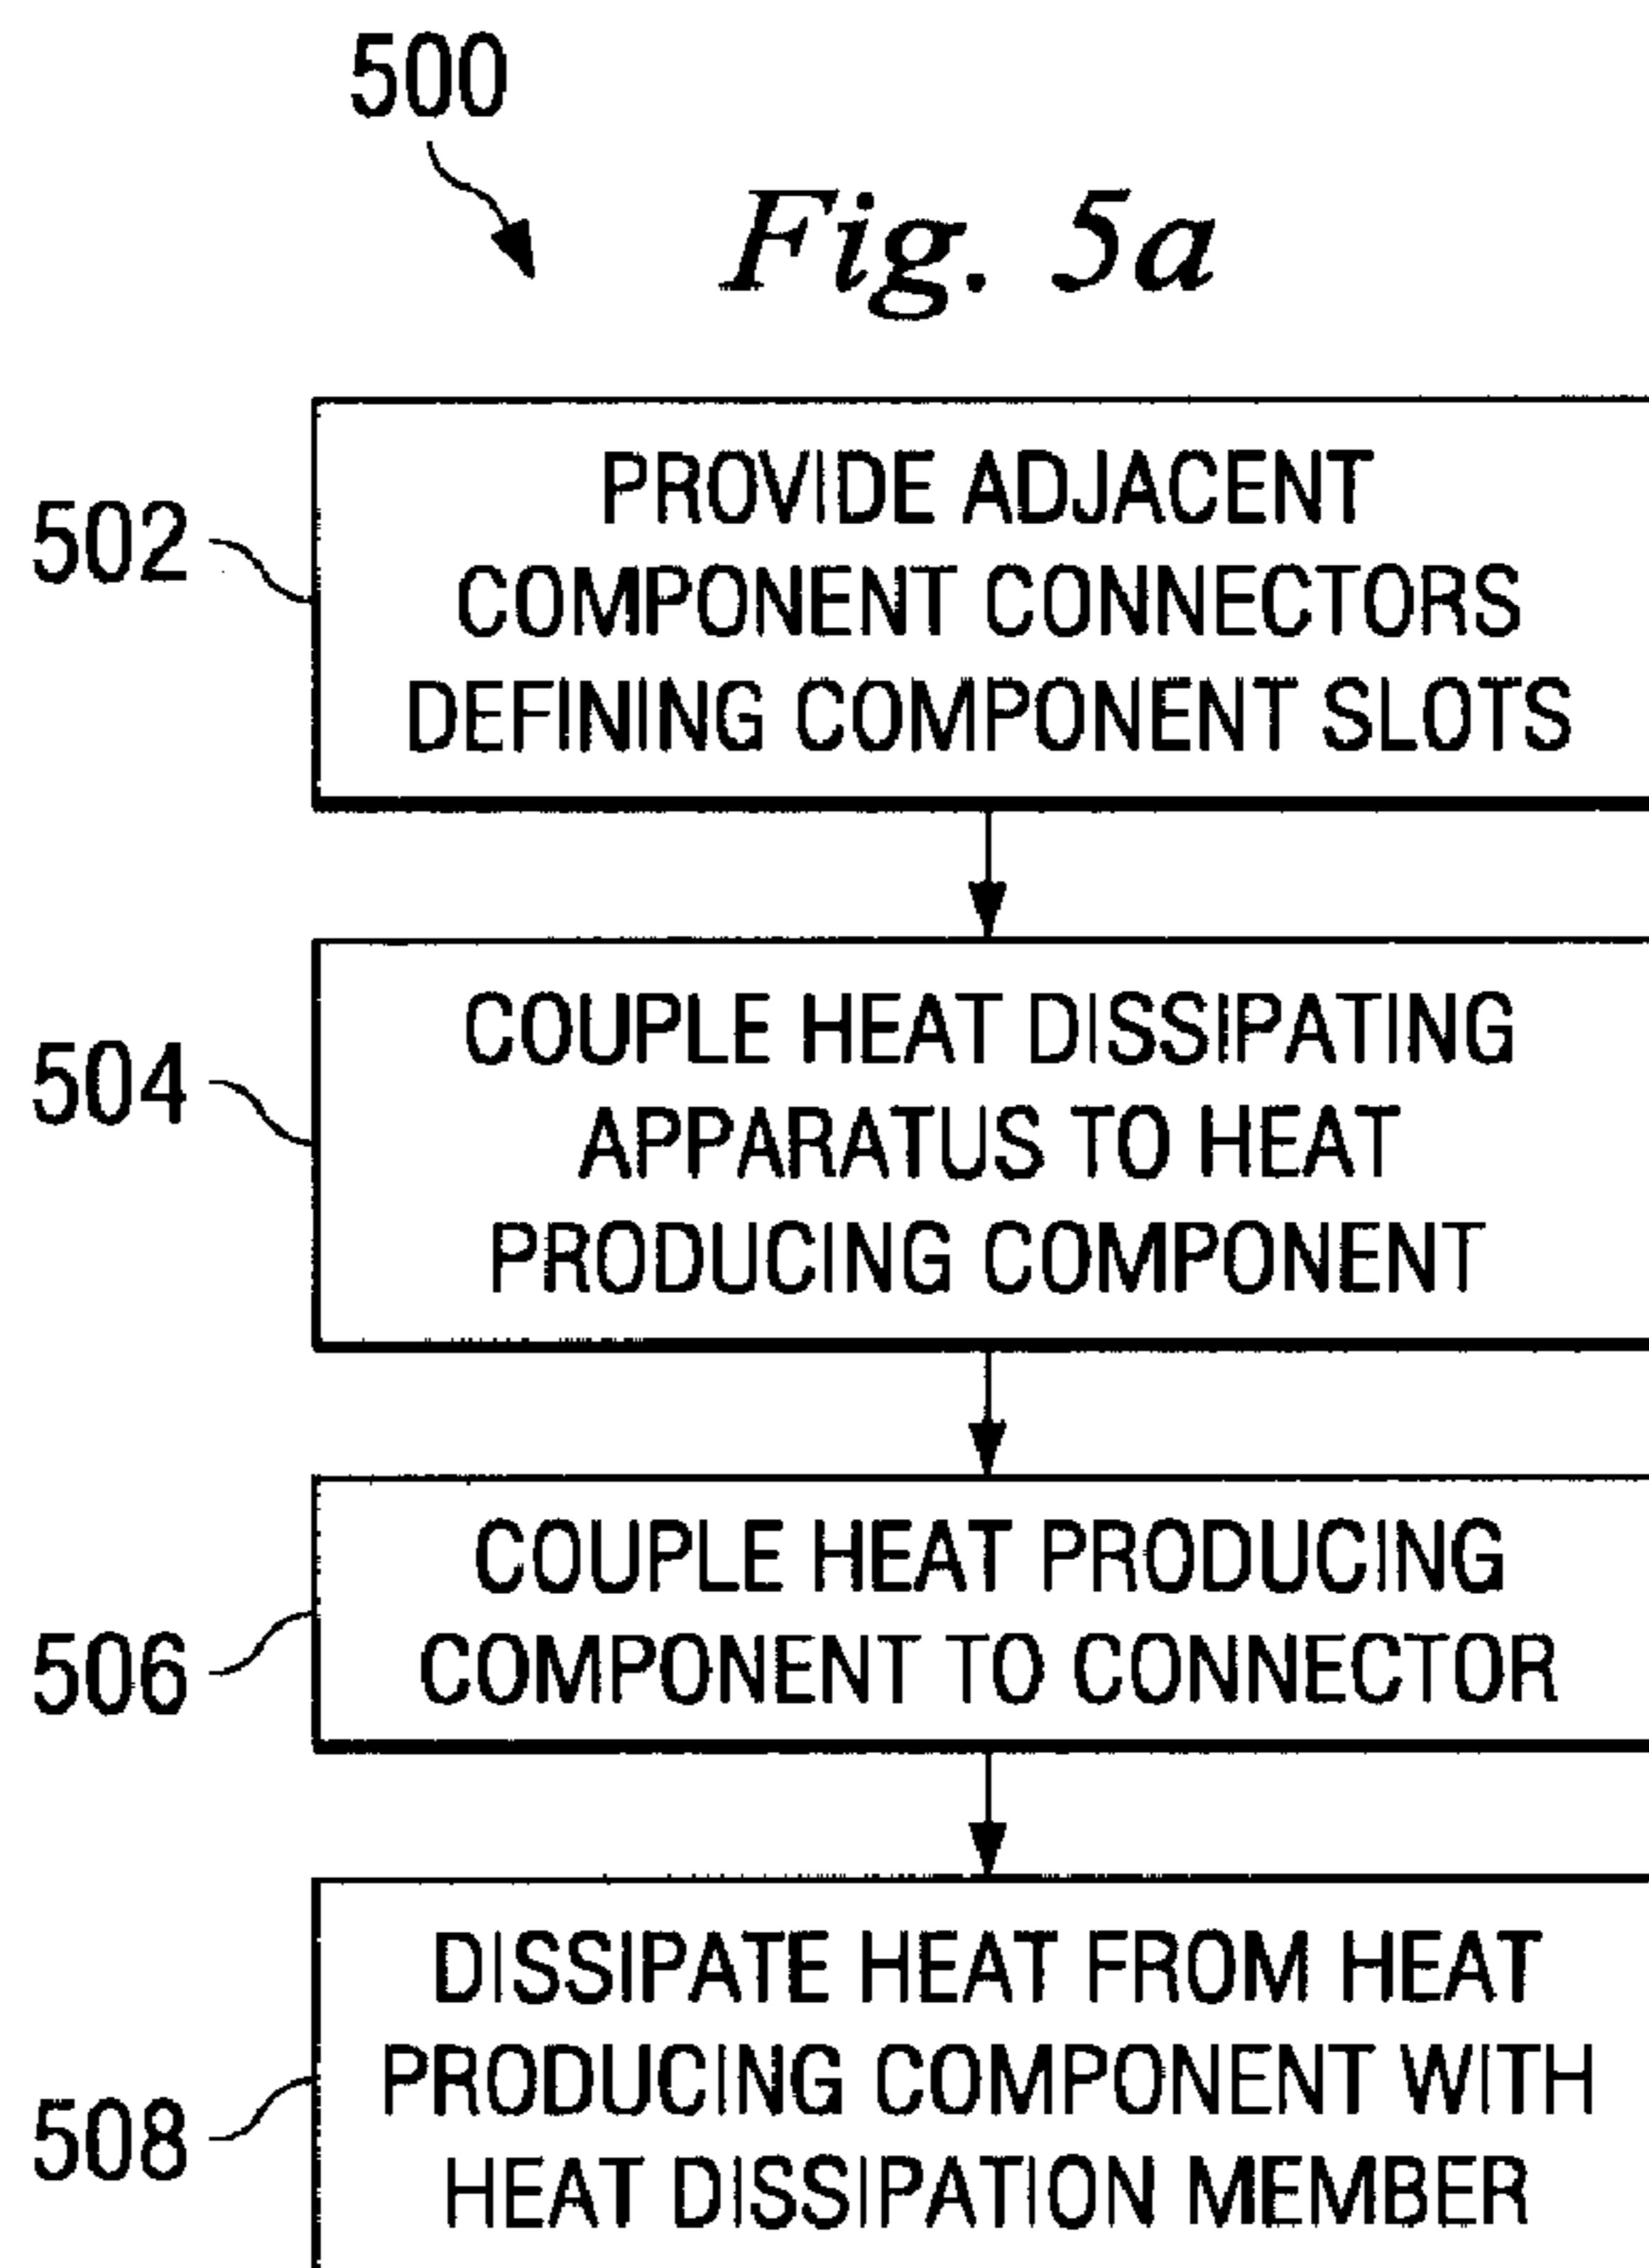 500
Fig. 5a
502
PROVIDE ADJACENT
COMPONENT CONNECTORS
DEFINING COMPONENT SLOTS
504
COUPLE HEAT DISSIPATING
APPARATUS TO HEAT
PRODUCING COMPONENT
506
COUPLE HEAT PRODUCING
COMPONENT TO CONNECTOR
508
DISSIPATE HEAT FROM HEAT
PRODUCING COMPONENT WITH
HEAT DISSIPATION MEMBER